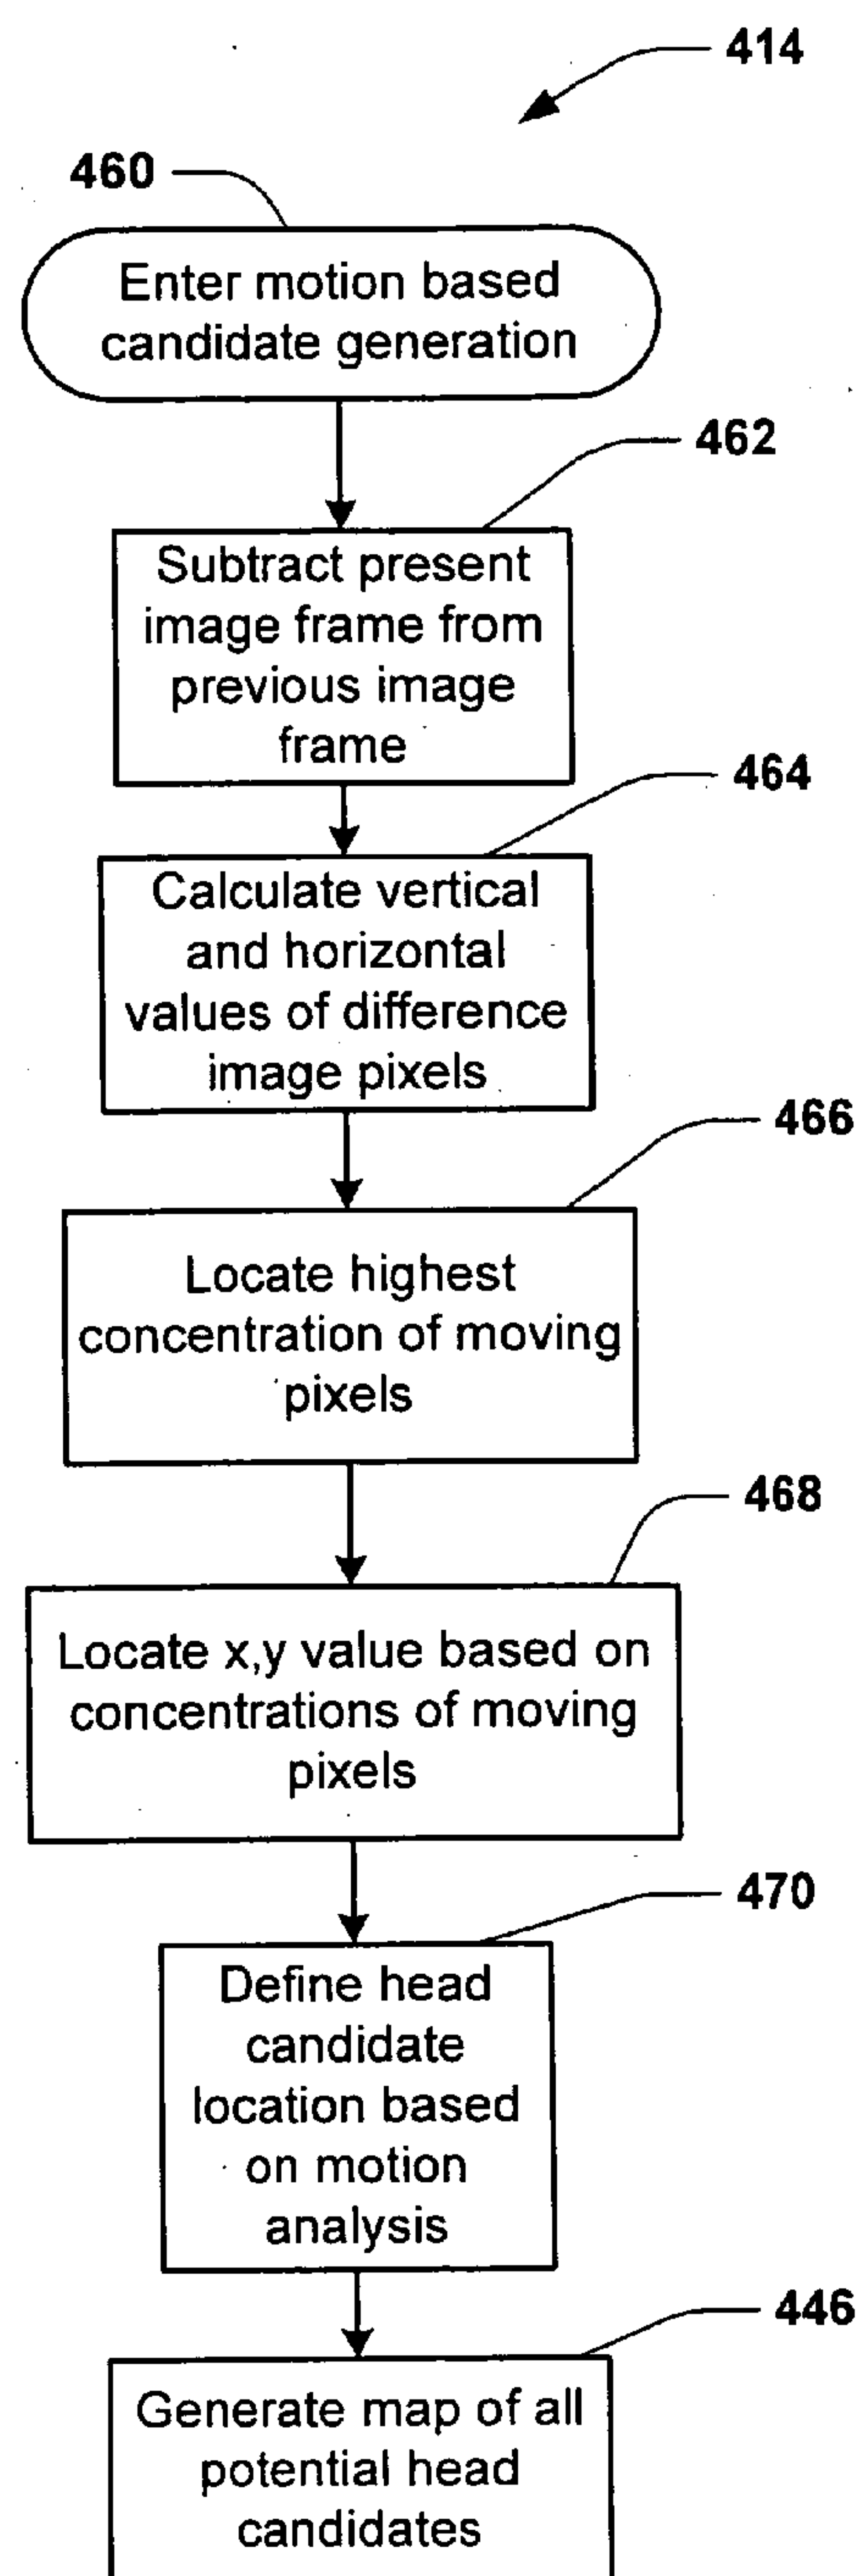 414
460
Enter motion based
candidate generation
462
Subtract present
image frame from
previous image
frame
464
Calculate vertical
and horizontal
values of difference
image pixels
466
Locate highest
concentration of moving
pixels
468
Locate x,y value based on
concentrations of moving
pixels
470
Define head
candidate
location based
on motion
analysis
446
Generate map of all
potential head
candidates